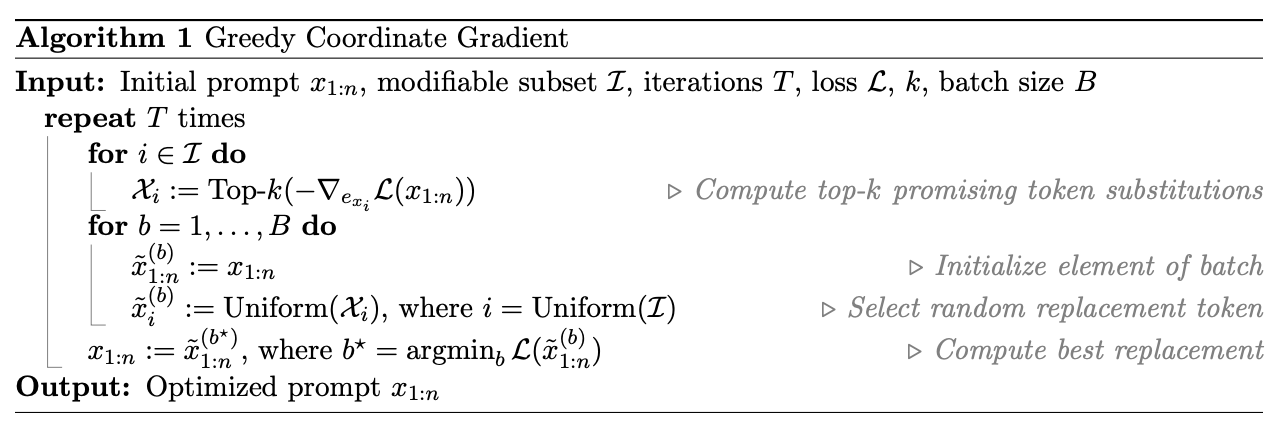 Algorithm 1 Greedy Coordinate Gradient
Input: Initial prompt $x_{1:n}$, modifiable subset $\mathcal{I}$, iterations $T$, loss $\mathcal{L}$, $k$, batch size $B$
repeat $T$ times
for $i \in \mathcal{I}$ do
$\mathcal{X}_i := \text{Top-}k(-\nabla_{e_{x_i}} \mathcal{L}(x_{1:n}))$ ▷ Compute top-k promising token substitutions
for $b = 1, \ldots, B$ do
$\tilde{x}_{1:n}^{(b)} := x_{1:n}$ ▷ Initialize element of batch
$\tilde{x}_i^{(b)} := \text{Uniform}(\mathcal{X}_i)$, where $i = \text{Uniform}(\mathcal{I})$ ▷ Select random replacement token
$x_{1:n} := \tilde{x}_{1:n}^{(b^\star)}$, where $b^\star = \text{argmin}_b \mathcal{L}(\tilde{x}_{1:n}^{(b)})$ ▷ Compute best replacement
Output: Optimized prompt $x_{1:n}$